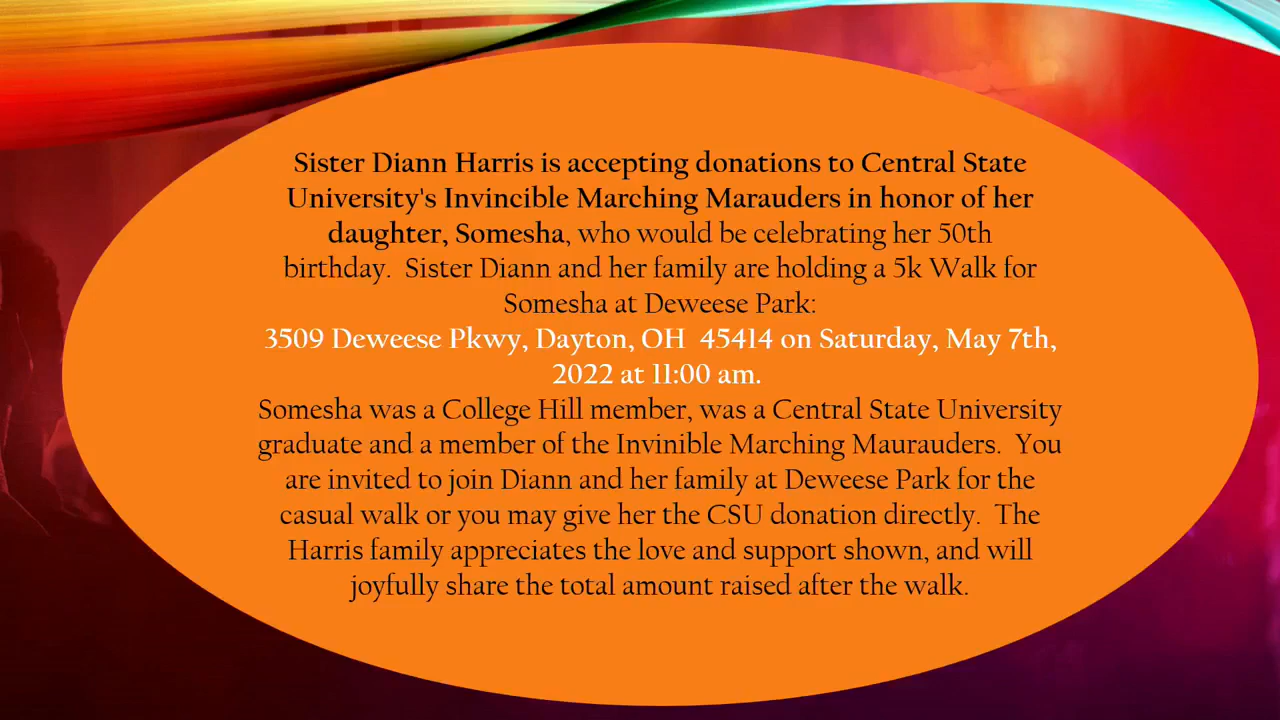 Sister Diann Harris is accepting donations to Central State
University's Invincible Marching Marauders in honor of her
daughter, Somesha, who would be celebrating her 50th
birthday.  Sister Diann and her family are holding a 5k Walk for
Somesha at Deweese Park:
3509 Deweese Pkwy, Dayton, OH  45414 on Saturday, May 7th,
2022 at 11:00 am.
Somesha was a College Hill member, was a Central State University
graduate and a member of the Invinible Marching Maurauders.  You
are invited to join Diann and her family at Deweese Park for the
casual walk or you may give her the CSU donation directly.  The
Harris family appreciates the love and support shown, and will
joyfully share the total amount raised after the walk.